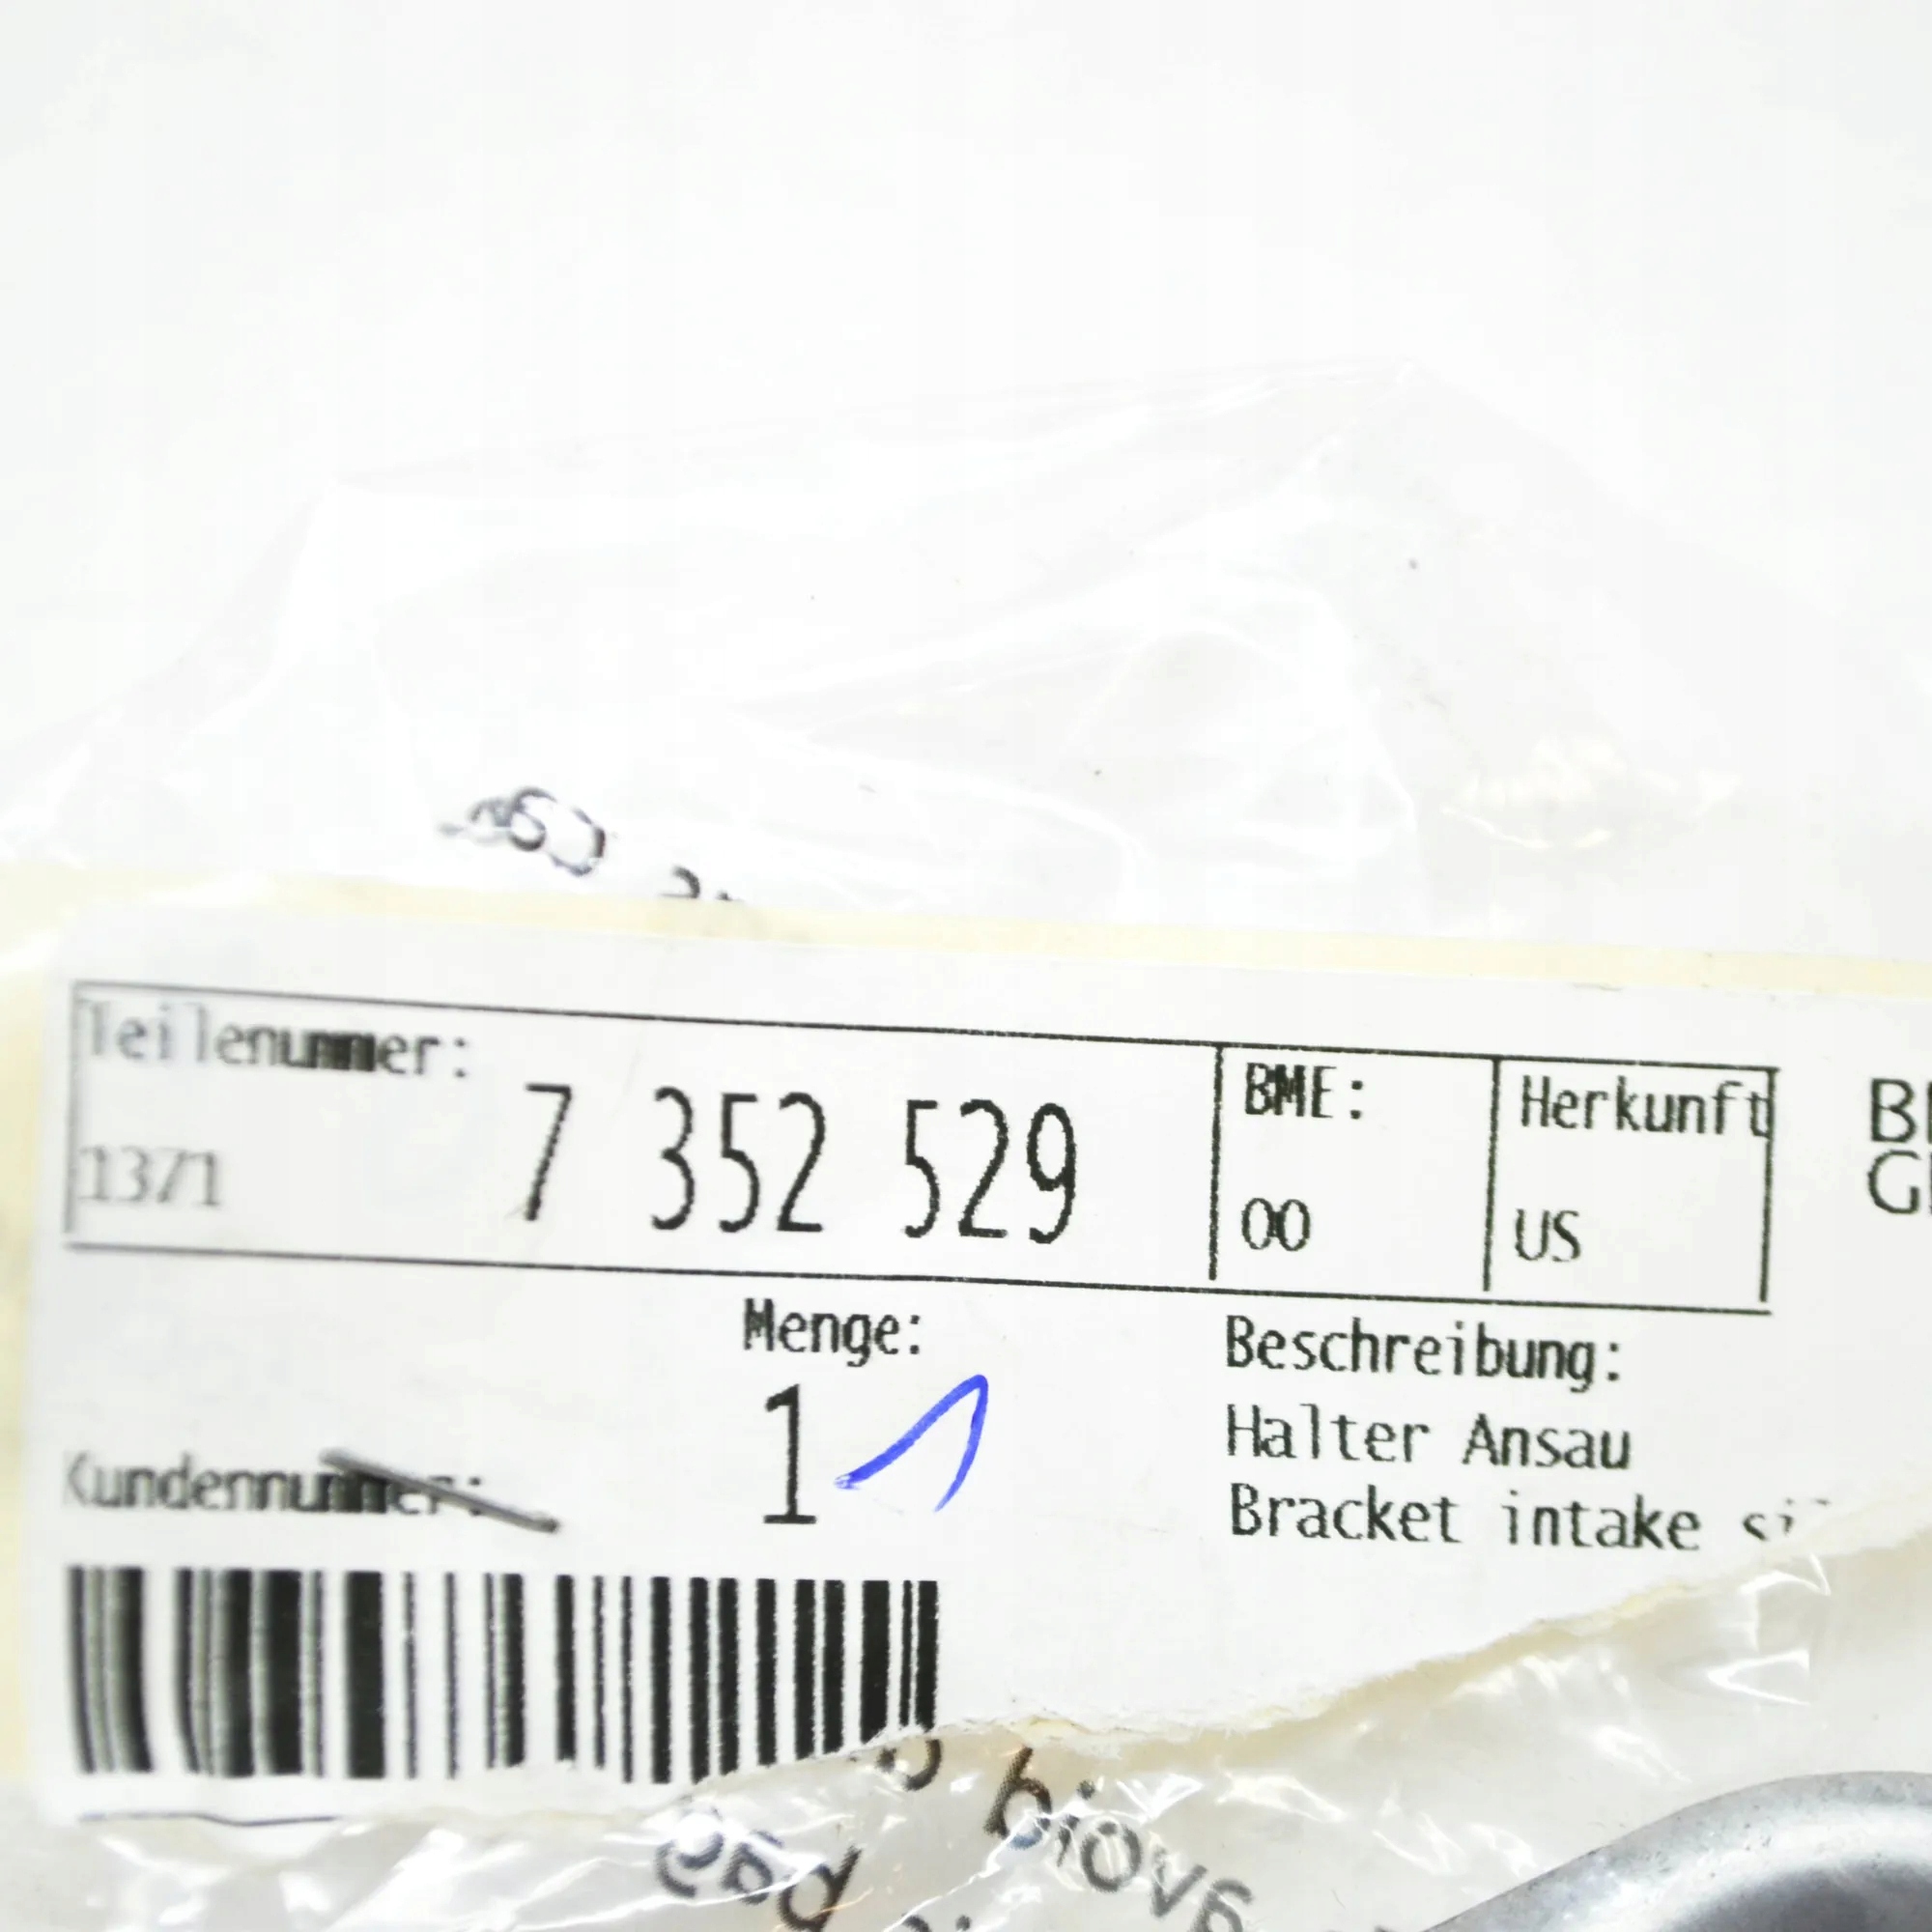 Teilenummer:
1371 7 352 529
BME:
00
Herkunft
US
Menge:
1
Kundennummer:
Beschreibung:
Halter Ansau
Bracket intake